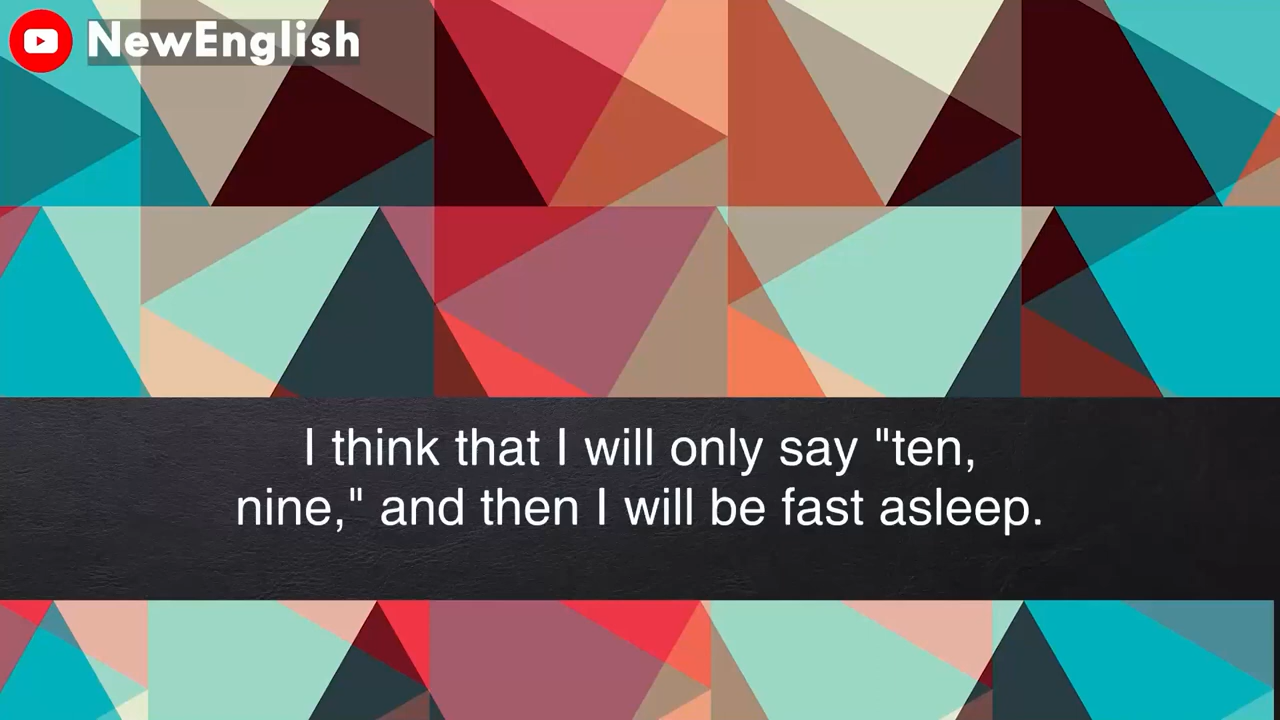 NewEnglish
I think that I will only say "ten,
nine," and then I will be fast asleep.